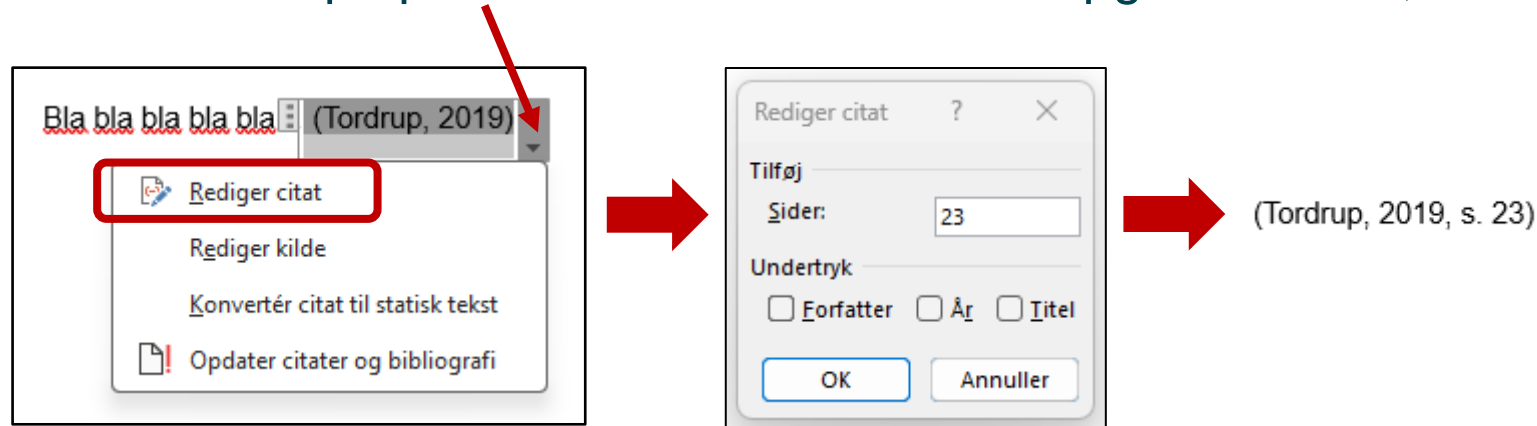 Bla bla bla bla bla (Tordrup, 2019)
Rediger citat
Rediger kilde
Konvertér citat til statisk tekst
Opdater citater og bibliografi
Rediger citat ?
Tilføj
Sider: 23
Undertryk
Forfatter År Titel
OK Annuller
(Tordrup, 2019, s. 23)